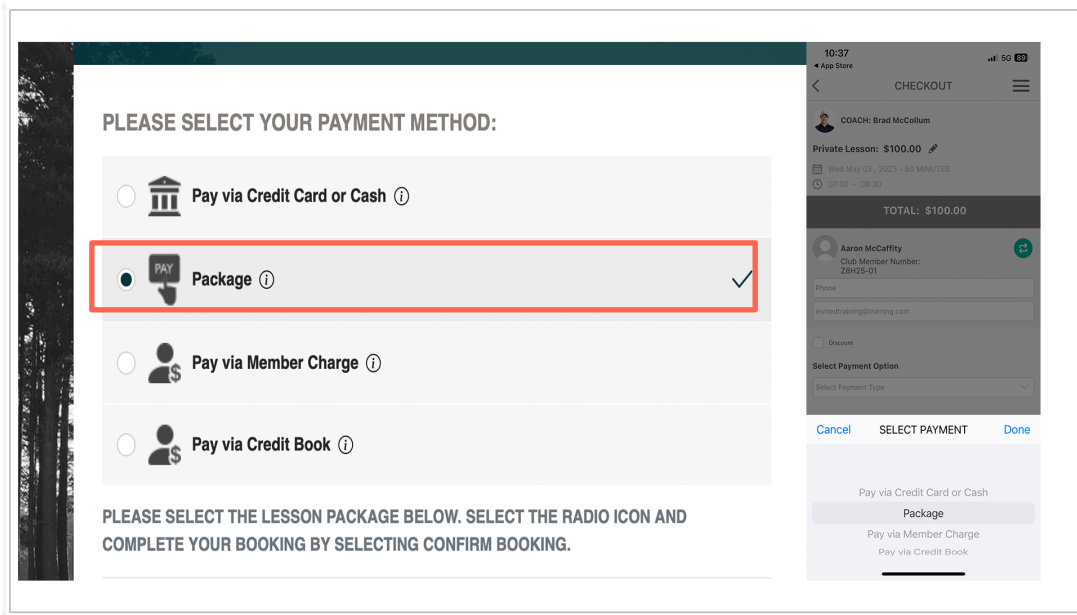 PLEASE SELECT YOUR PAYMENT METHOD:
Pay via Credit Card or Cash
PAY
Package
Pay via Member Charge
$
Pay via Credit Book
$
PLEASE SELECT THE LESSON PACKAGE BELOW. SELECT THE RADIO ICON AND
COMPLETE YOUR BOOKING BY SELECTING CONFIRM BOOKING.
10:37
5G 89
App Store
CHECKOUT
COACH: Brad McCollum
Private Lesson: $100.00
Wed May 03, 2023 - 60 MINUTES
07:30 - 08:30
TOTAL: $100.00
Aaron McCaffity
Club Member Number:
Z8H25-01
Phone
invitedtraining@training.com
Discount
Select Payment Option
Select Payment Type
Cancel SELECT PAYMENT Done
Pay via Credit Card or Cash
Package
Pay via Member Charge
Pay via Credit Book